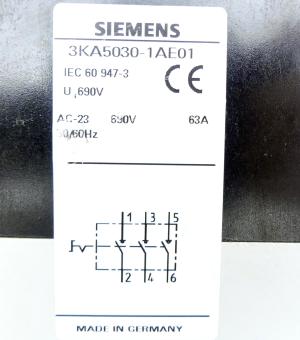 SIEMENS
3KA5030-1AE01
IEC 60 947-3 CE
U 690V
AC-23 690V 63A
50/60Hz
1 3 5
2 4 6
MADE IN GERMANY